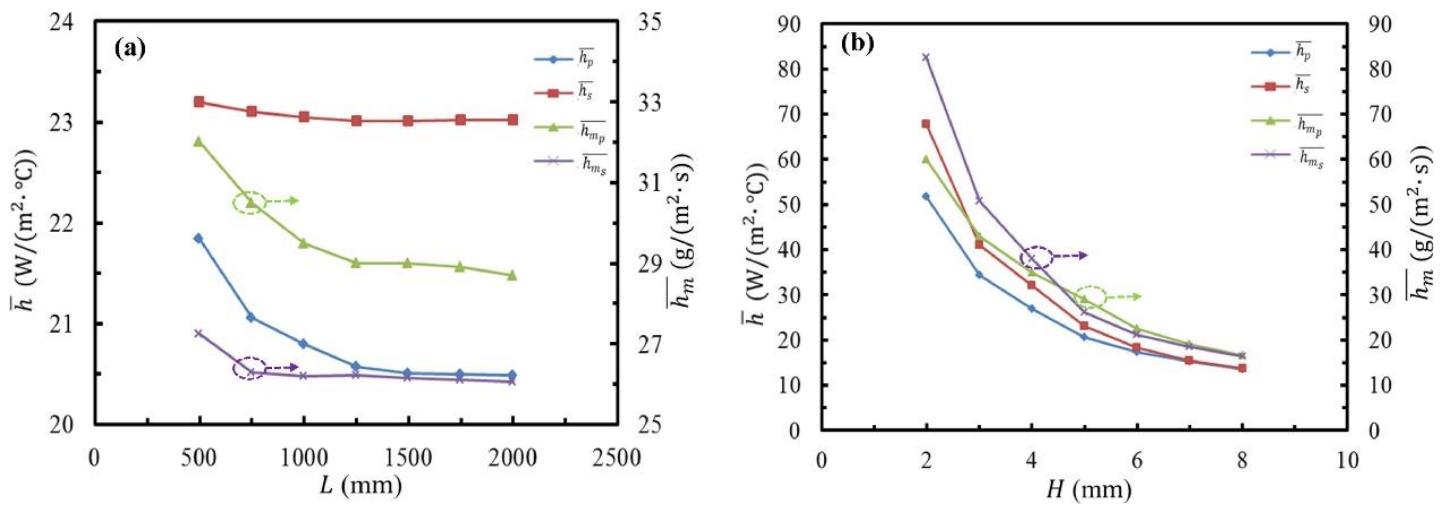 (a)
24
23
22
21
20
h̅ (W/(m²·°C))
35
33
31
29
27
25
h̅ₘ (g/(m²·s))
h̅ₚ
h̅ₛ
h̅ₘₚ
h̅ₘₛ
0 500 1000 1500 2000 2500
L (mm)
(b)
90
80
70
60
50
40
30
20
10
0
h̅ (W/(m²·°C))
90
80
70
60
50
40
30
20
10
0
h̅ₘ (g/(m²·s))
h̅ₚ
h̅ₛ
h̅ₘₚ
h̅ₘₛ
0 2 4 6 8 10
H (mm)